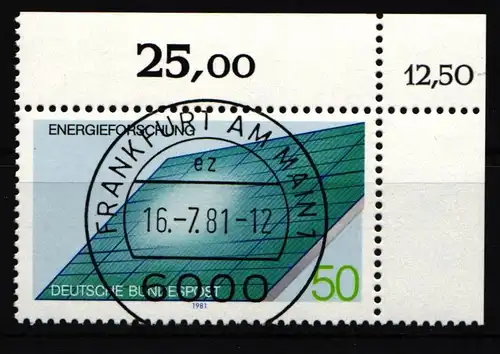 25,00
12,50
ENERGIEFORSCHUNG
FRANKFURT AM MAIN 1
ez
16.-7.81-12
6000
DEUTSCHE BUNDESPOST
50
1981